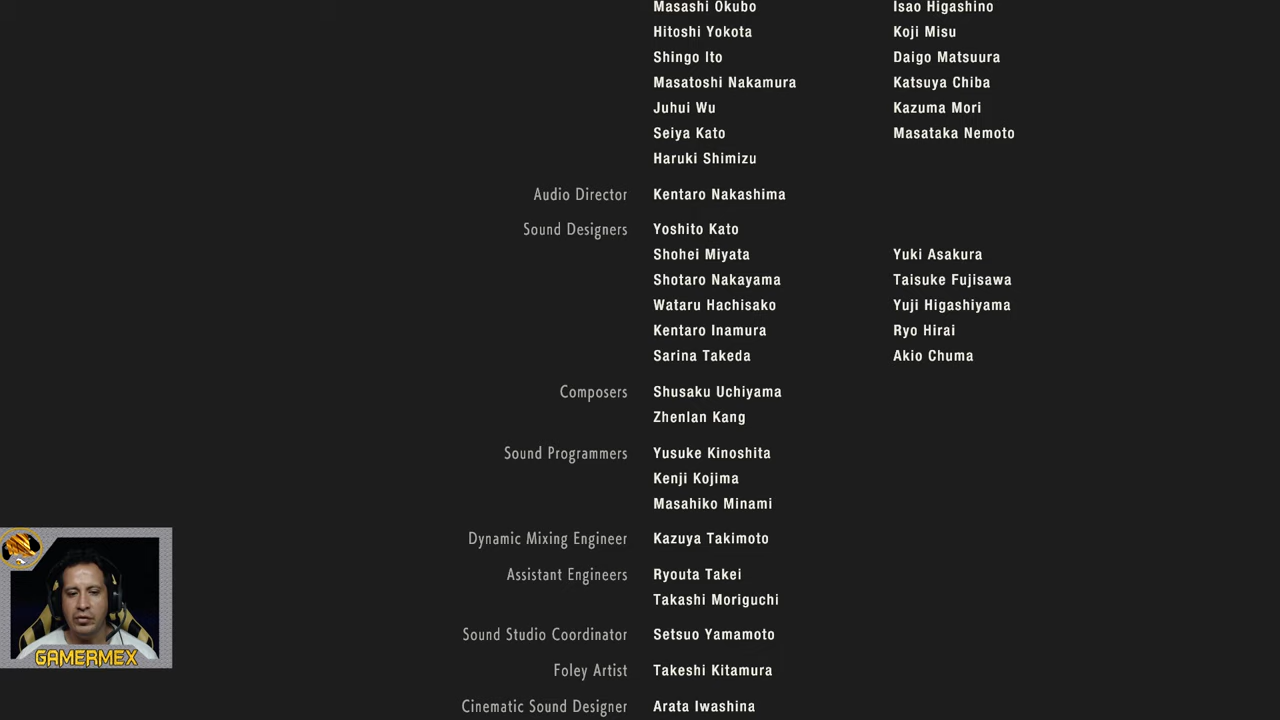 Masashi Okubo Isao Higashino
Hitoshi Yokota Koji Misu
Shingo Ito Daigo Matsuura
Masatoshi Nakamura Katsuya Chiba
Juhui Wu Kazuma Mori
Seiya Kato Masataka Nemoto
Haruki Shimizu
Audio Director Kentaro Nakashima
Sound Designers Yoshito Kato
Shohei Miyata Yuki Asakura
Shotaro Nakayama Taisuke Fujisawa
Wataru Hachisako Yuji Higashiyama
Kentaro Inamura Ryo Hirai
Sarina Takeda Akio Chuma
Composers Shusaku Uchiyama
Zhenlan Kang
Sound Programmers Yusuke Kinoshita
Kenji Kojima
Masahiko Minami
Dynamic Mixing Engineer Kazuya Takimoto
Assistant Engineers Ryouta Takei
Takashi Moriguchi
Sound Studio Coordinator Setsuo Yamamoto
Foley Artist Takeshi Kitamura
Cinematic Sound Designer Arata Iwashina
GAMERMEX